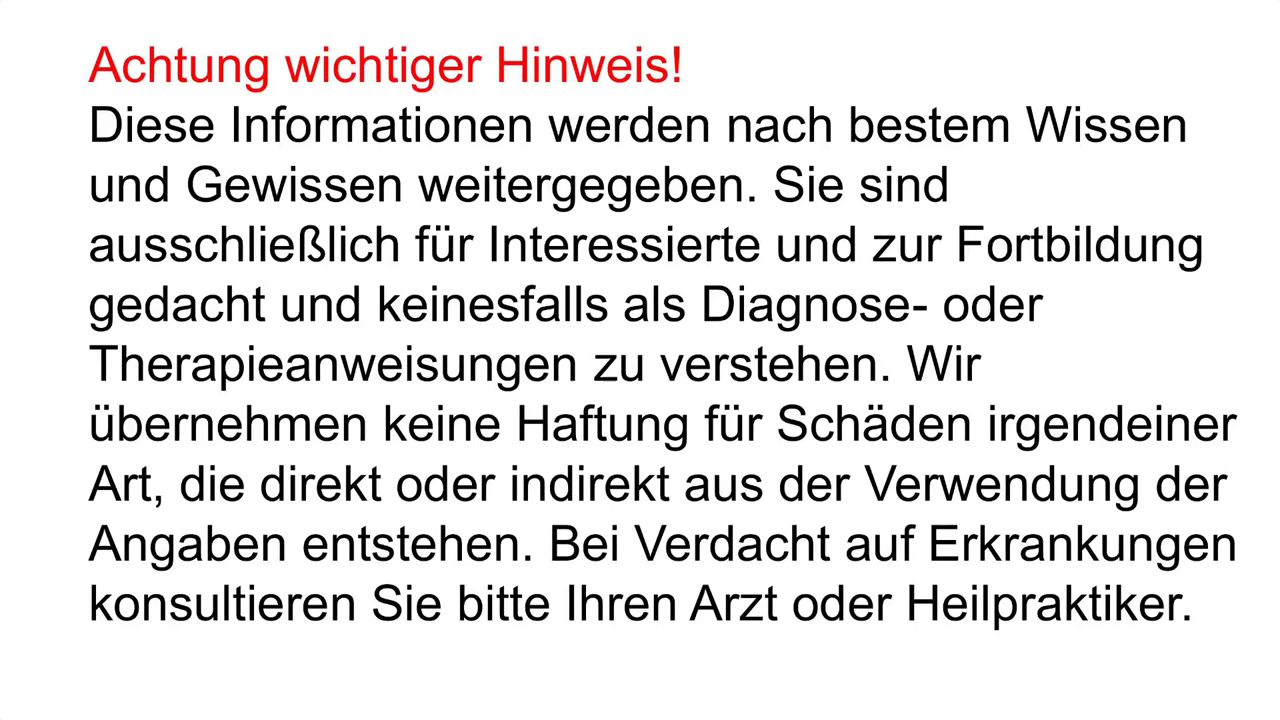 Achtung wichtiger Hinweis!
Diese Informationen werden nach bestem Wissen
und Gewissen weitergegeben. Sie sind
ausschließlich für Interessierte und zur Fortbildung
gedacht und keinesfalls als Diagnose- oder
Therapieanweisungen zu verstehen. Wir
übernehmen keine Haftung für Schäden irgendeiner
Art, die direkt oder indirekt aus der Verwendung der
Angaben entstehen. Bei Verdacht auf Erkrankungen
konsultieren Sie bitte Ihren Arzt oder Heilpraktiker.